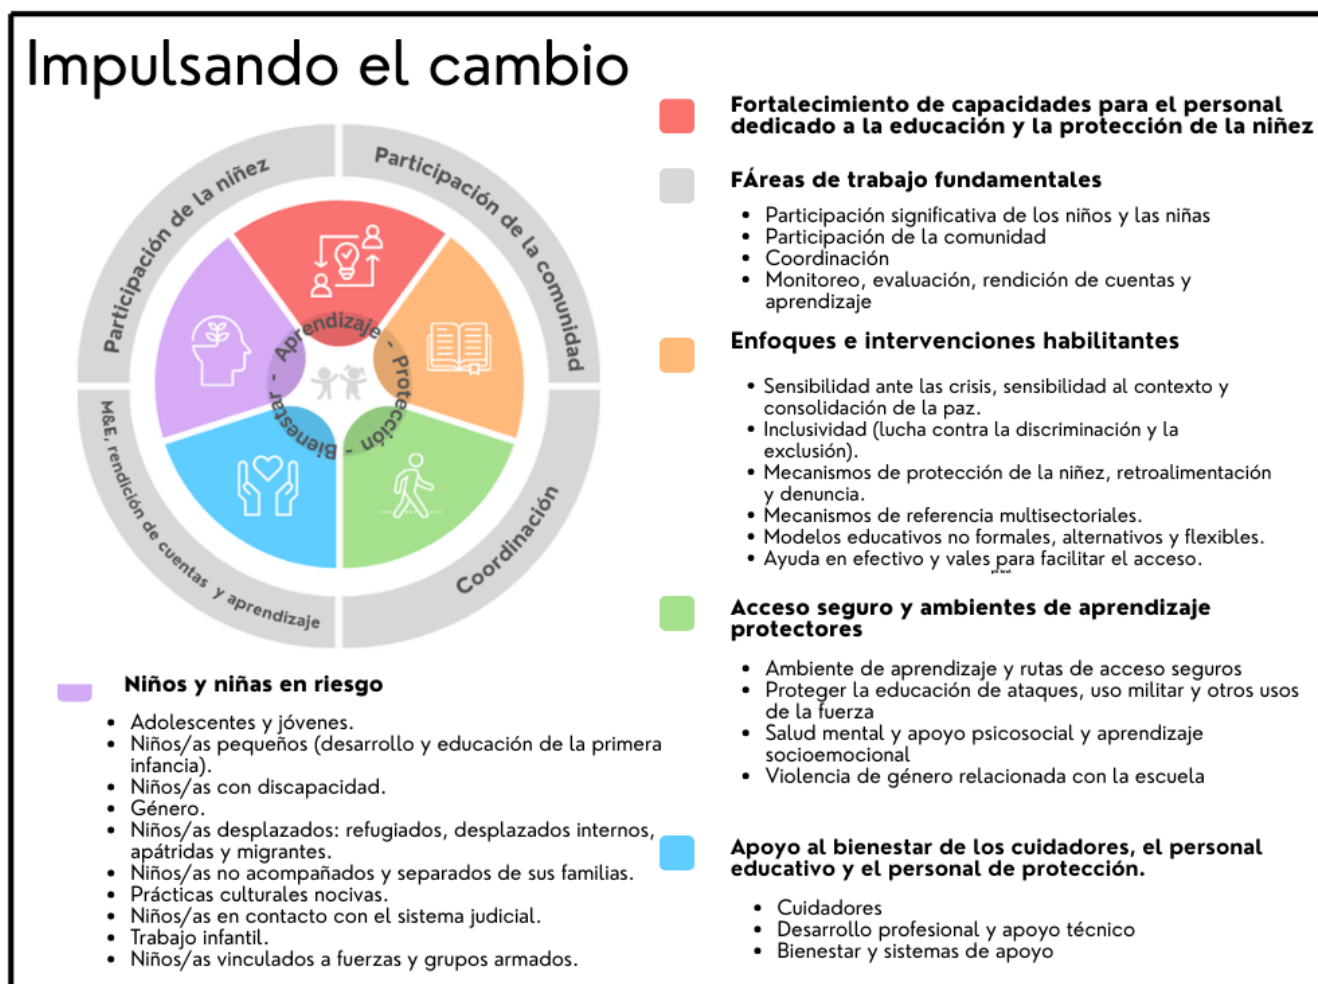 Impulsando el cambio
Participación de la niñez
Participación de la comunidad
Coordinación
M&E, rendición de cuentas y aprendizaje
Aprendizaje - Protección - Bienestar -
Niños y niñas en riesgo
• Adolescentes y jóvenes.
• Niños/as pequeños (desarrollo y educación de la primera
infancia).
• Niños/as con discapacidad.
• Género.
• Niños/as desplazados: refugiados, desplazados internos,
apátridas y migrantes.
• Niños/as no acompañados y separados de sus familias.
• Prácticas culturales nocivas.
• Niños/as en contacto con el sistema judicial.
• Trabajo infantil.
• Niños/as vinculados a fuerzas y grupos armados.
Fortalecimiento de capacidades para el personal
dedicado a la educación y la protección de la niñez
FÁreas de trabajo fundamentales
• Participación significativa de los niños y las niñas
• Participación de la comunidad
• Coordinación
• Monitoreo, evaluación, rendición de cuentas y
aprendizaje
Enfoques e intervenciones habilitantes
• Sensibilidad ante las crisis, sensibilidad al contexto y
consolidación de la paz.
• Inclusividad (lucha contra la discriminación y la
exclusión).
• Mecanismos de protección de la niñez, retroalimentación
y denuncia.
• Mecanismos de referencia multisectoriales.
• Modelos educativos no formales, alternativos y flexibles.
• Ayuda en efectivo y vales para facilitar el acceso.
Acceso seguro y ambientes de aprendizaje
protectores
• Ambiente de aprendizaje y rutas de acceso seguros
• Proteger la educación de ataques, uso militar y otros usos
de la fuerza
• Salud mental y apoyo psicosocial y aprendizaje
socioemocional
• Violencia de género relacionada con la escuela
Apoyo al bienestar de los cuidadores, el personal
educativo y el personal de protección.
• Cuidadores
• Desarrollo profesional y apoyo técnico
• Bienestar y sistemas de apoyo